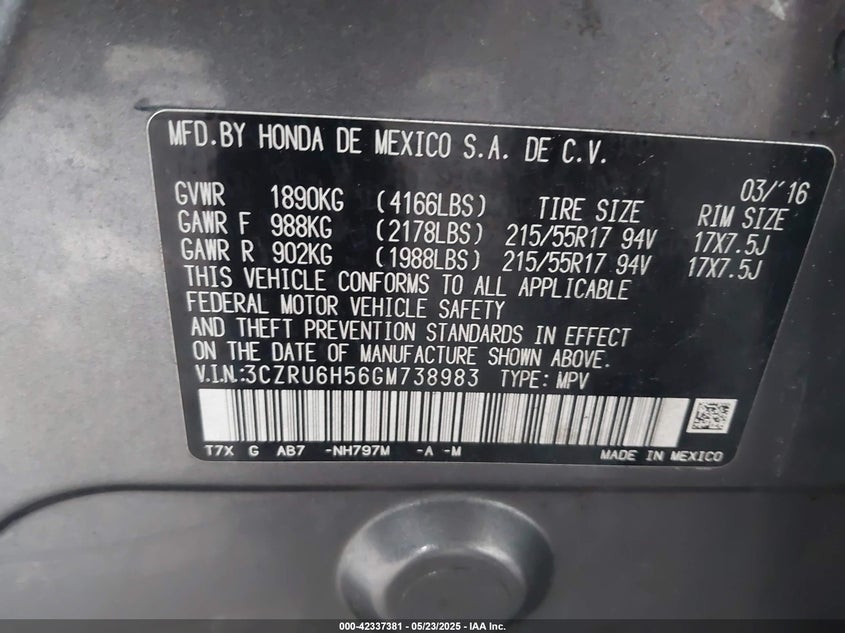 MFD.BY HONDA DE MEXICO S.A. DE C.V.
03/'16
GVWR 1890KG (4166LBS) TIRE SIZE RIM SIZE
GAWR F 988KG (2178LBS) 215/55R17 94V 17X7.5J
GAWR R 902KG (1988LBS) 215/55R17 94V 17X7.5J
THIS VEHICLE CONFORMS TO ALL APPLICABLE
FEDERAL MOTOR VEHICLE SAFETY
AND THEFT PREVENTION STANDARDS IN EFFECT
ON THE DATE OF MANUFACTURE SHOWN ABOVE.
V.I.N.:3CZRU6H56GM738983 TYPE: MPV
T7X G AB7 -NH797M -A -M MADE IN MEXICO
000-42337381 - 05/23/2025 - IAA Inc.